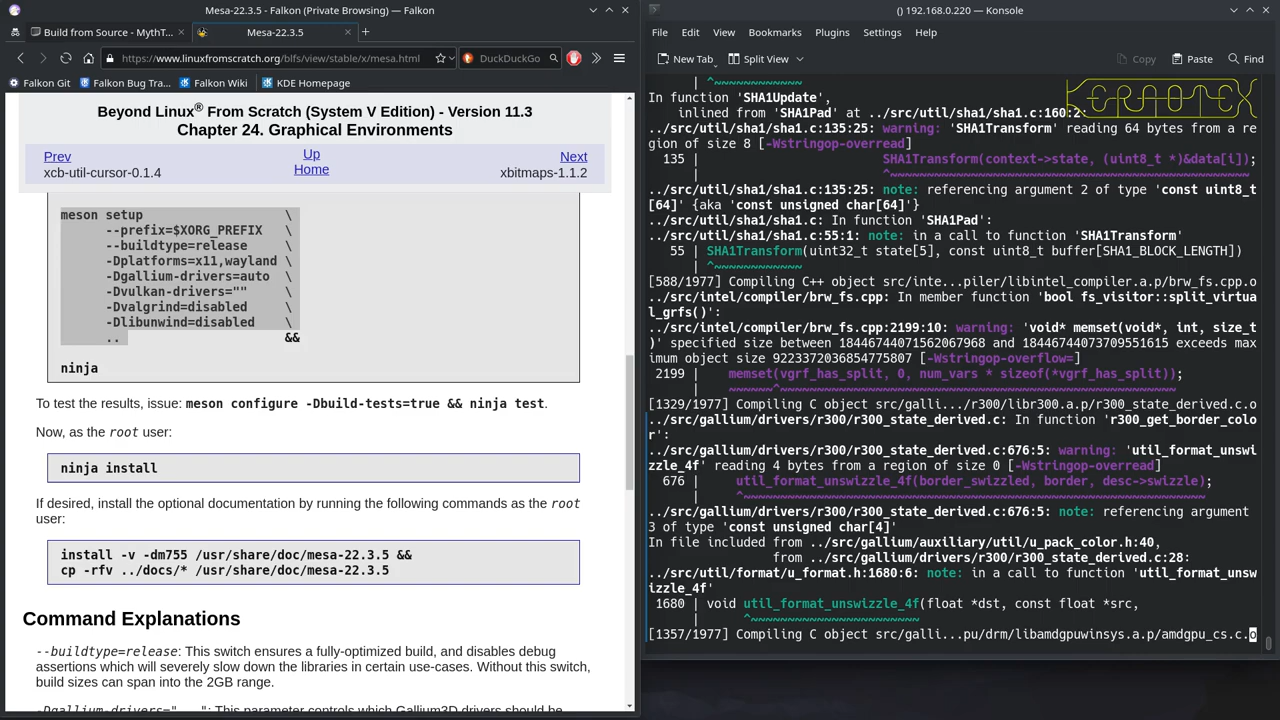 Mesa-22.3.5 - Falkon (Private Browsing) — Falkon
Build from Source - MythT...
Mesa-22.3.5
https://www.linuxfromscratch.org/blfs/view/stable/x/mesa.html
DuckDuckGo
Falkon Git
Falkon Bug Tra...
Falkon Wiki
KDE Homepage
Beyond Linux® From Scratch (System V Edition) - Version 11.3
Chapter 24. Graphical Environments
Prev
Up
Next
xcb-util-cursor-0.1.4
Home
xbitmaps-1.1.2
meson setup \
--prefix=$XORG_PREFIX \
--buildtype=release \
-Dplatforms=x11,wayland \
-Dgallium-drivers=auto \
-Dvulkan-drivers="" \
-Dvalgrind=disabled \
-Dlibunwind=disabled \
.. &&
ninja
To test the results, issue: meson configure -Dbuild-tests=true && ninja test.
Now, as the root user:
ninja install
If desired, install the optional documentation by running the following commands as the root
user:
install -v -dm755 /usr/share/doc/mesa-22.3.5 &&
cp -rfv ../docs/* /usr/share/doc/mesa-22.3.5
Command Explanations
--buildtype=release: This switch ensures a fully-optimized build, and disables debug
assertions which will severely slow down the libraries in certain use-cases. Without this switch,
build sizes can span into the 2GB range.
-Dgallium-drivers="...": This parameter controls which Gallium3D drivers should be
() 192.168.0.220 — Konsole
File Edit View Bookmarks Plugins Settings Help
New Tab
Split View
Copy
Paste
Find
| ^~~~~~~~~~~~~
In function 'SHA1Update',
inlined from 'SHA1Pad' at ../src/util/sha1/sha1.c:160:2:
../src/util/sha1/sha1.c:135:25: warning: 'SHA1Transform' reading 64 bytes from a re
gion of size 8 [-Wstringop-overread]
135 | SHA1Transform(context->state, (uint8_t *)&data[i]);
| ^~~~~~~~~~~~~~~~~~~~~~~~~~~~~~~~~~~~~~~~~~~~~~~~~~
../src/util/sha1/sha1.c:135:25: note: referencing argument 2 of type 'const uint8_t
[64]' {aka 'const unsigned char[64]'}
../src/util/sha1/sha1.c: In function 'SHA1Pad':
../src/util/sha1/sha1.c:55:1: note: in a call to function 'SHA1Transform'
55 | SHA1Transform(uint32_t state[5], const uint8_t buffer[SHA1_BLOCK_LENGTH])
| ^~~~~~~~~~~~~
[588/1977] Compiling C++ object src/inte...piler/libintel_compiler.a.p/brw_fs.cpp.o
../src/intel/compiler/brw_fs.cpp: In member function 'bool fs_visitor::split_virtua
l_grfs()':
../src/intel/compiler/brw_fs.cpp:2199:10: warning: 'void* memset(void*, int, size_t
)' specified size between 18446744071562067968 and 18446744073709551615 exceeds max
imum object size 9223372036854775807 [-Wstringop-overflow=]
2199 | memset(vgrf_has_split, 0, num_vars * sizeof(*vgrf_has_split));
| ~~~~~~^~~~~~~~~~~~~~~~~~~~~~~~~~~~~~~~~~~~~~~~~~~~~~~~~~~~~~
[1329/1977] Compiling C object src/galli.../r300/libr300.a.p/r300_state_derived.c.o
../src/gallium/drivers/r300/r300_state_derived.c: In function 'r300_get_border_colo
r':
../src/gallium/drivers/r300/r300_state_derived.c:676:5: warning: 'util_format_unswi
zzle_4f' reading 4 bytes from a region of size 0 [-Wstringop-overread]
676 | util_format_unswizzle_4f(border_swizzled, border, desc->swizzle);
| ^~~~~~~~~~~~~~~~~~~~~~~~~~~~~~~~~~~~~~~~~~~~~~~~~~~~~~~~~~~~~~~~
../src/gallium/drivers/r300/r300_state_derived.c:676:5: note: referencing argument
3 of type 'const unsigned char[4]'
In file included from ../src/gallium/auxiliary/util/u_pack_color.h:40,
from ../src/gallium/drivers/r300/r300_state_derived.c:28:
../src/util/format/u_format.h:1680:6: note: in a call to function 'util_format_unsw
izzle_4f'
1680 | void util_format_unswizzle_4f(float *dst, const float *src,
| ^~~~~~~~~~~~~~~~~~~~~~~~
[1357/1977] Compiling C object src/galli...pu/drm/libamdgpuwinsys.a.p/amdgpu_cs.c.o